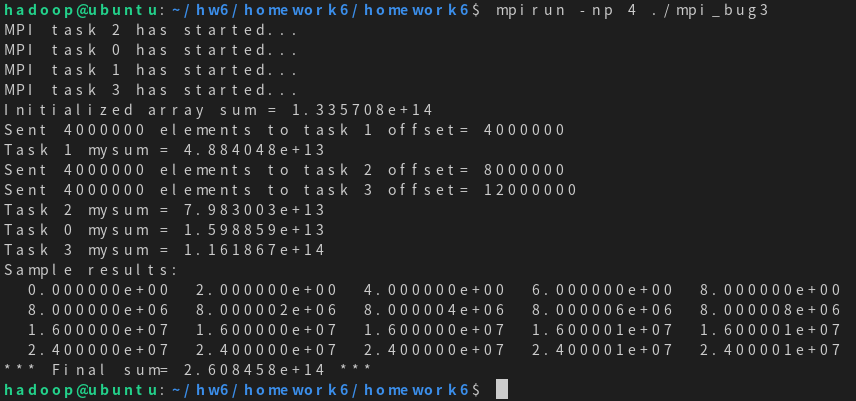 hadoop@ubuntu:~/hw6/homework6/homework6$ mpirun -np 4 ./mpi_bug3
MPI task 2 has started...
MPI task 0 has started...
MPI task 1 has started...
MPI task 3 has started...
Initialized array sum = 1.335708e+14
Sent 4000000 elements to task 1 offset= 4000000
Task 1 mysum = 4.884048e+13
Sent 4000000 elements to task 2 offset= 8000000
Sent 4000000 elements to task 3 offset= 12000000
Task 2 mysum = 7.983003e+13
Task 0 mysum = 1.598859e+13
Task 3 mysum = 1.161867e+14
Sample results:
  0.000000e+00  2.000000e+00  4.000000e+00  6.000000e+00  8.000000e+00
  8.000000e+06  8.000002e+06  8.000004e+06  8.000006e+06  8.000008e+06
  1.600000e+07  1.600000e+07  1.600000e+07  1.600001e+07  1.600001e+07
  2.400000e+07  2.400000e+07  2.400000e+07  2.400001e+07  2.400001e+07
*** Final sum= 2.608458e+14 ***
hadoop@ubuntu:~/hw6/homework6/homework6$